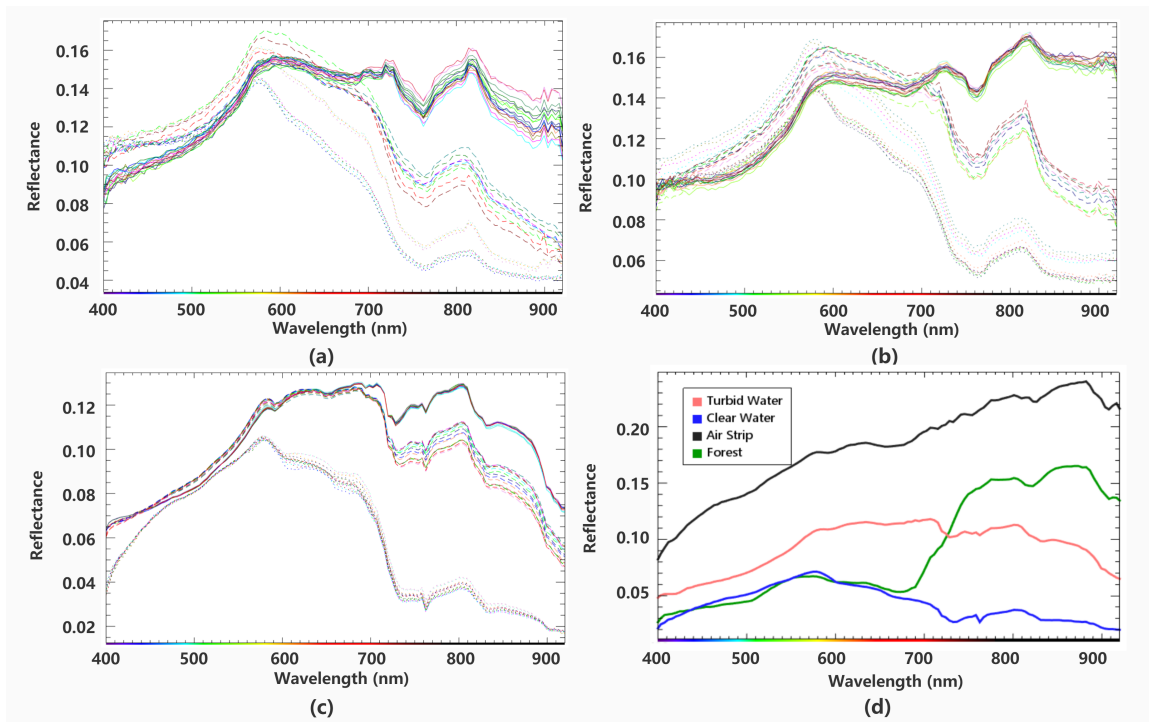 0.16
0.14
0.12
0.10
0.08
0.06
0.04
Reflectance
400 500 600 700 800 900
Wavelength (nm)
(a)
0.16
0.14
0.12
0.10
0.08
0.06
Reflectance
400 500 600 700 800 900
Wavelength (nm)
(b)
0.12
0.10
0.08
0.06
0.04
0.02
Reflectance
400 500 600 700 800 900
Wavelength (nm)
(c)
Turbid Water
Clear Water
Air Strip
Forest
0.20
0.15
0.10
0.05
Reflectance
400 500 600 700 800 900
Wavelength (nm)
(d)